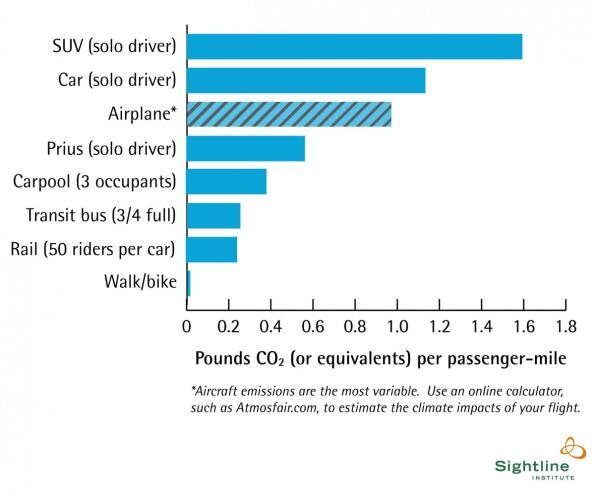 SUV (solo driver)
Car (solo driver)
Airplane*
Prius (solo driver)
Carpool (3 occupants)
Transit bus (3/4 full)
Rail (50 riders per car)
Walk/bike
0 0.2 0.4 0.6 0.8 1.0 1.2 1.4 1.6 1.8
Pounds CO₂ (or equivalents) per passenger-mile
*Aircraft emissions are the most variable. Use an online calculator,
such as Atmosfair.com, to estimate the climate impacts of your flight.
Sightline
INSTITUTE